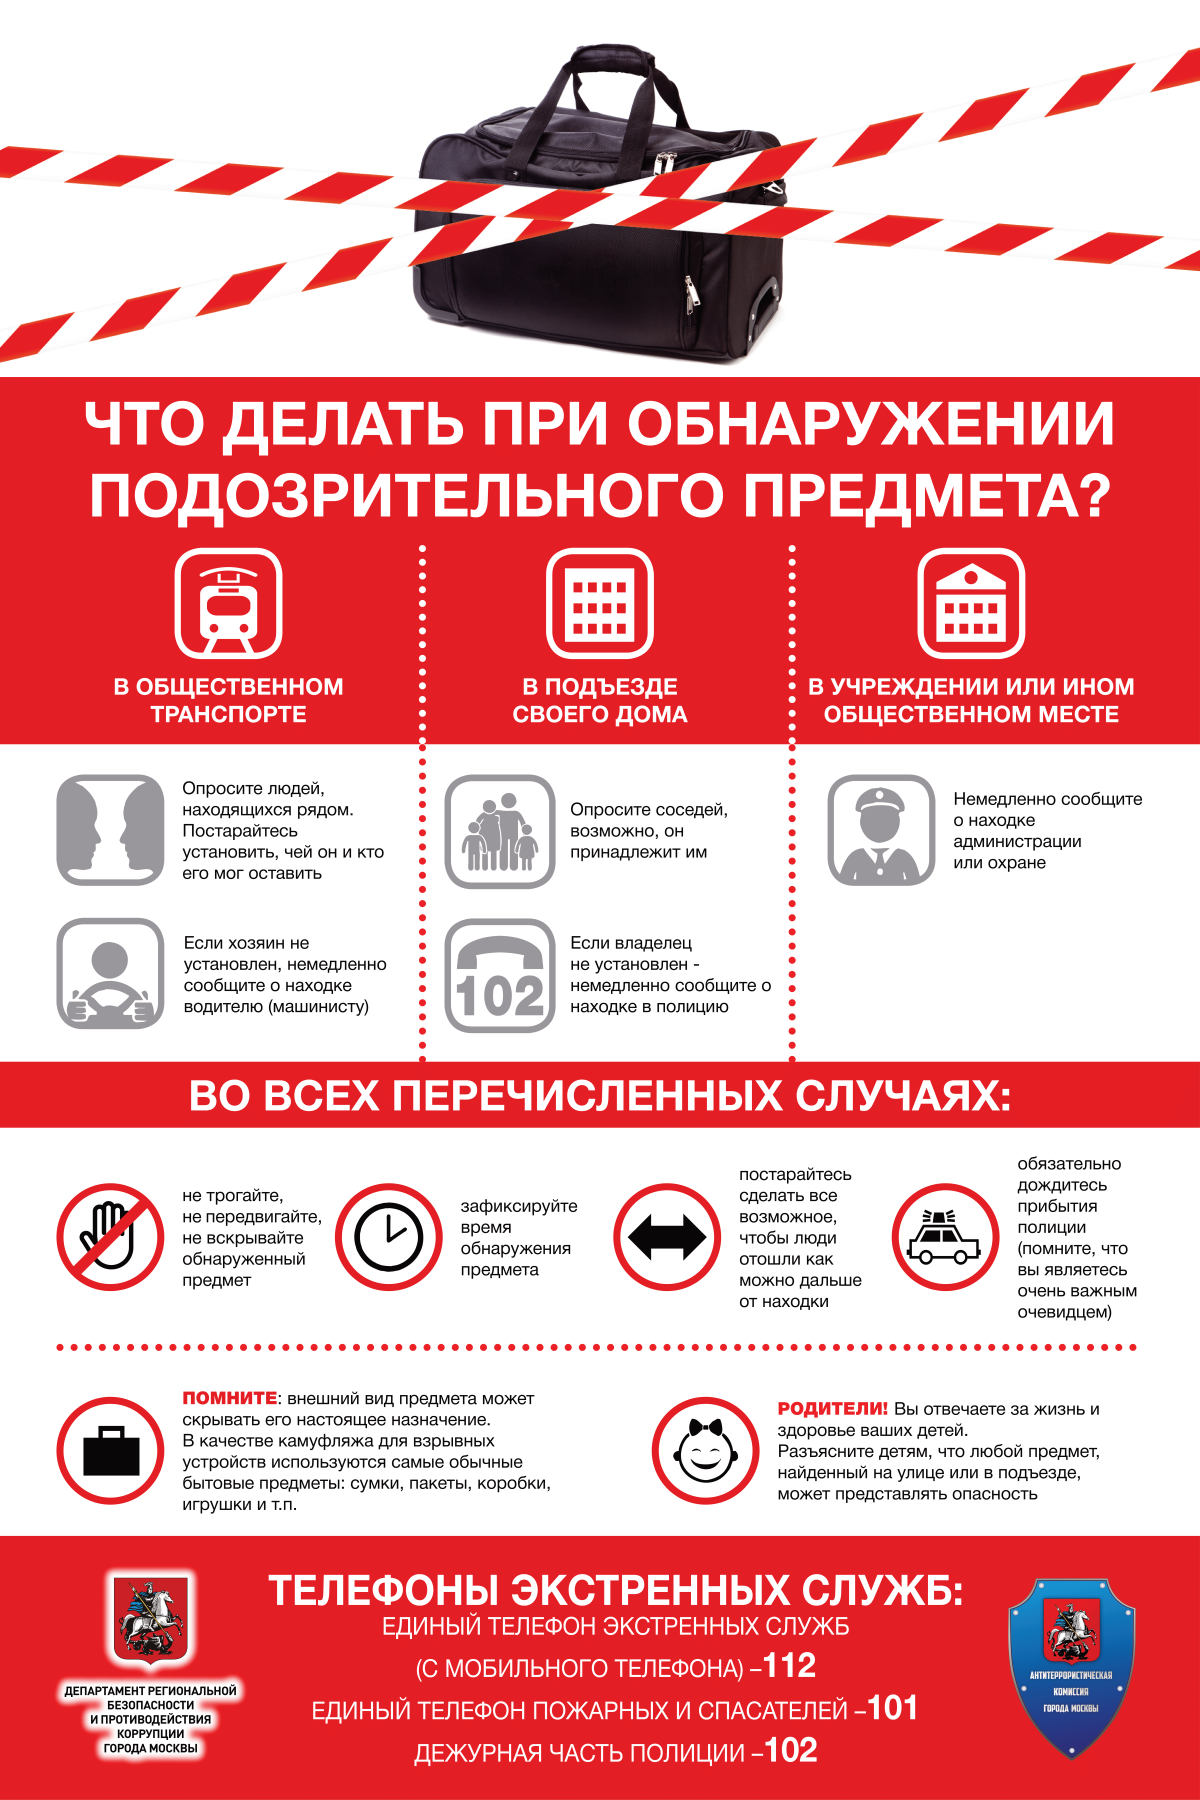 ЧТО ДЕЛАТЬ ПРИ ОБНАРУЖЕНИИ
ПОДОЗРИТЕЛЬНОГО ПРЕДМЕТА?
В ОБЩЕСТВЕННОМ
ТРАНСПОРТЕ
Опросите людей,
находящихся рядом.
Постарайтесь
установить, чей он и кто
его мог оставить
Если хозяин не
установлен, немедленно
сообщите о находке
водителю (машинисту)
В ПОДЪЕЗДЕ
СВОЕГО ДОМА
Опросите соседей,
возможно, он
принадлежит им
102
Если владелец
не установлен -
немедленно сообщите о
находке в полицию
В УЧРЕЖДЕНИИ ИЛИ ИНОМ
ОБЩЕСТВЕННОМ МЕСТЕ
Немедленно сообщите
о находке
администрации
или охране
ВО ВСЕХ ПЕРЕЧИСЛЕННЫХ СЛУЧАЯХ:
не трогайте,
не передвигайте,
не вскрывайте
обнаруженный
предмет
зафиксируйте
время
обнаружения
предмета
постарайтесь
сделать все
возможное,
чтобы люди
отошли как
можно дальше
от находки
обязательно
дождитесь
прибытия
полиции
(помните, что
вы являетесь
очень важным
очевидцем)
ПОМНИТЕ: внешний вид предмета может
скрывать его настоящее назначение.
В качестве камуфляжа для взрывных
устройств используются самые обычные
бытовые предметы: сумки, пакеты, коробки,
игрушки и т.п.
РОДИТЕЛИ! Вы отвечаете за жизнь и
здоровье ваших детей.
Разъясните детям, что любой предмет,
найденный на улице или в подъезде,
может представлять опасность
ДЕПАРТАМЕНТ РЕГИОНАЛЬНОЙ
БЕЗОПАСНОСТИ
И ПРОТИВОДЕЙСТВИЯ
КОРРУПЦИИ
ГОРОДА МОСКВЫ
ТЕЛЕФОНЫ ЭКСТРЕННЫХ СЛУЖБ:
ЕДИНЫЙ ТЕЛЕФОН ЭКСТРЕННЫХ СЛУЖБ
(С МОБИЛЬНОГО ТЕЛЕФОНА) –112
ЕДИНЫЙ ТЕЛЕФОН ПОЖАРНЫХ И СПАСАТЕЛЕЙ –101
ДЕЖУРНАЯ ЧАСТЬ ПОЛИЦИИ –102
АНТИТЕРРОРИСТИЧЕСКАЯ
КОМИССИЯ
ГОРОДА МОСКВЫ